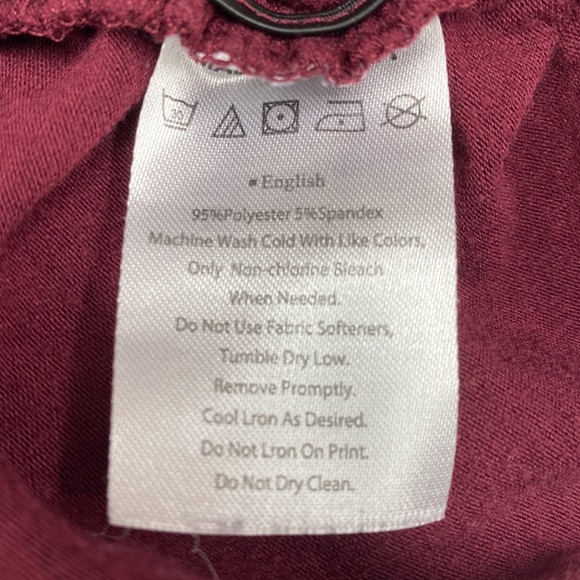 30
English
95%Polyester 5%Spandex
Machine Wash Cold With Like Colors,
Only Non-chlorine Bleach
When Needed.
Do Not Use Fabric Softeners,
Tumble Dry Low.
Remove Promptly.
Cool Lron As Desired.
Do Not Lron On Print.
Do Not Dry Clean.